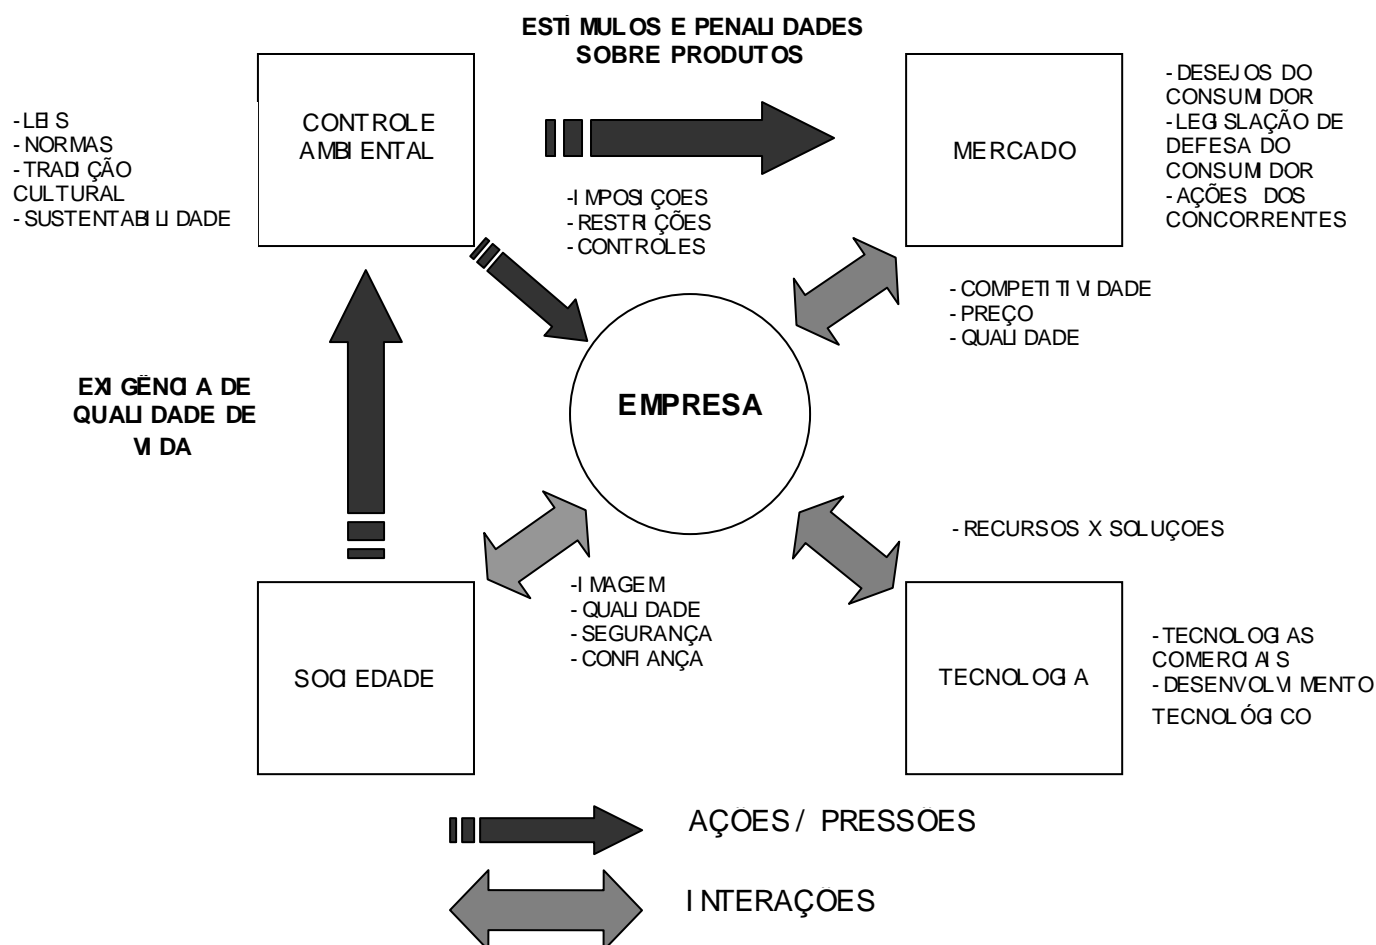 ESTÍMULOS E PENALIDADES
SOBRE PRODUTOS
-LEIS
-NORMAS
-TRADIÇÃO
CULTURAL
-SUSTENTABILIDADE
CONTROLE
AMBIENTAL
-IMPOSIÇOES
-RESTRIÇÕES
-CONTROLES
MERCADO
-DESEJOS DO
CONSUMIDOR
-LEGISLAÇÃO DE
DEFESA DO
CONSUMIDOR
-AÇÕES DOS
CONCORRENTES
-COMPETITIVIDADE
-PREÇO
-QUALIDADE
EXIGÊNCIA DE
QUALIDADE DE
VIDA
EMPRESA
-RECURSOS X SOLUÇOES
-IMAGEM
-QUALIDADE
-SEGURANÇA
-CONFIANÇA
SOCIEDADE
TECNOLOGIA
-TECNOLOGIAS
COMERCIAIS
-DESENVOLVIMENTO
TECNOLÓGICO
AÇÕES/ PRESSÕES
INTERAÇÕES